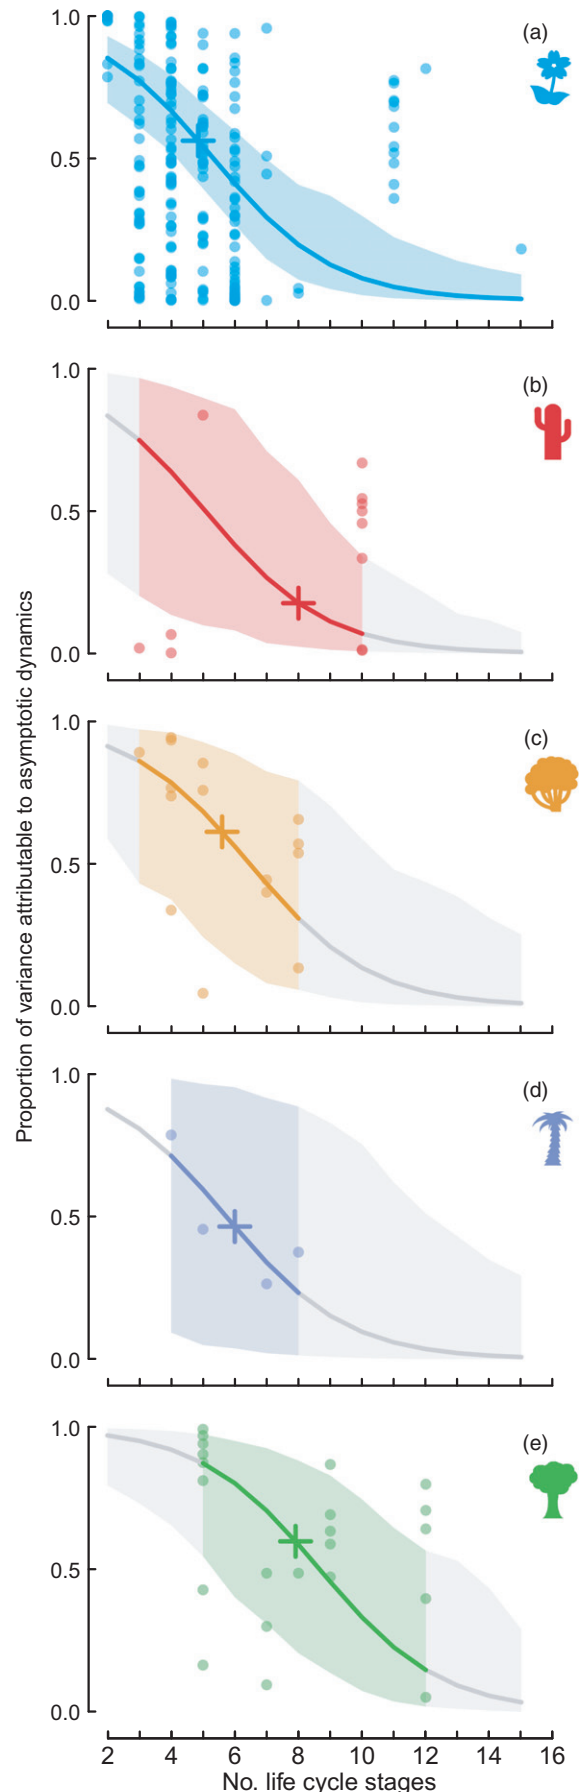 (a)
1.0
0.5
0.0
(b)
1.0
0.5
0.0
(c)
1.0
0.5
0.0
(d)
1.0
0.5
0.0
(e)
1.0
0.5
0.0
Proportion of variance attributable to asymptotic dynamics
2 4 6 8 10 12 14 16
No. life cycle stages